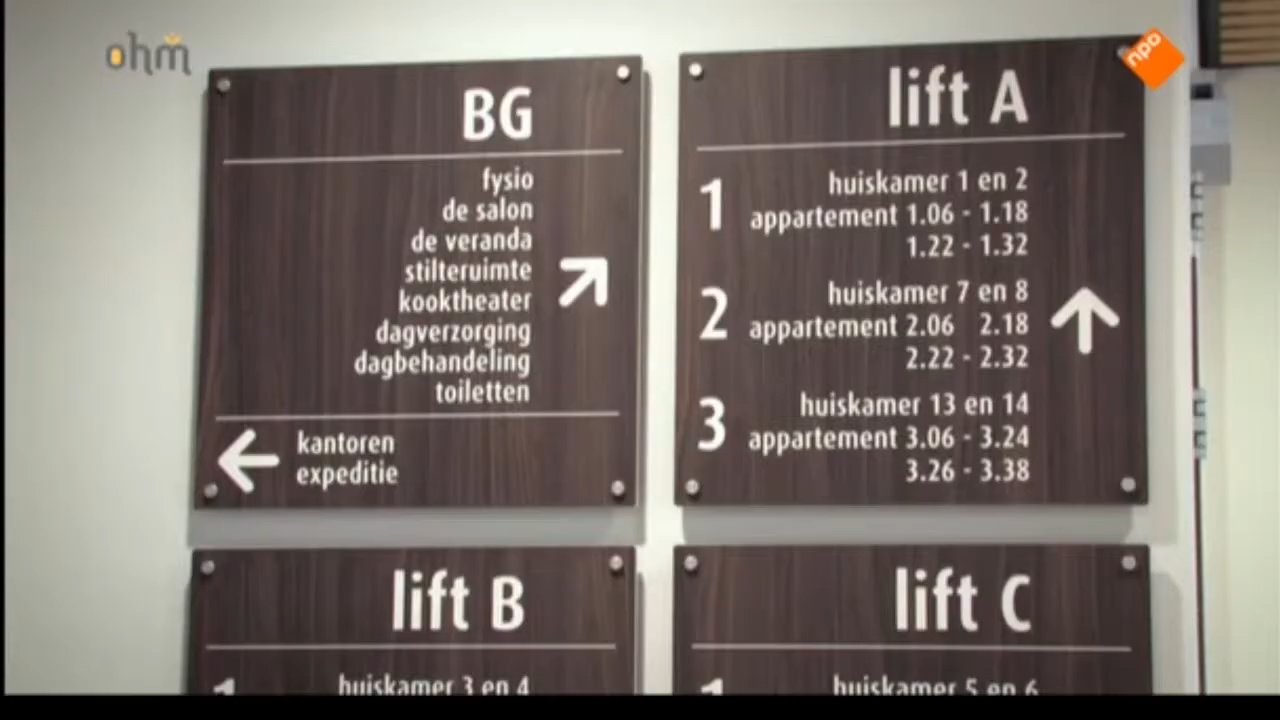 ohm
npo
BG
fysio
de salon
de veranda
stilteruimte
kooktheater
dagverzorging
dagbehandeling
toiletten
kantoren
expeditie
lift A
1 huiskamer 1 en 2
appartement 1.06 - 1.18
1.22 - 1.32
2 huiskamer 7 en 8
appartement 2.06 2.18
2.22 - 2.32
3 huiskamer 13 en 14
appartement 3.06 - 3.24
3.26 - 3.38
lift B
1 huiskamer 3 en 4
lift C
1 huiskamer 5 en 6